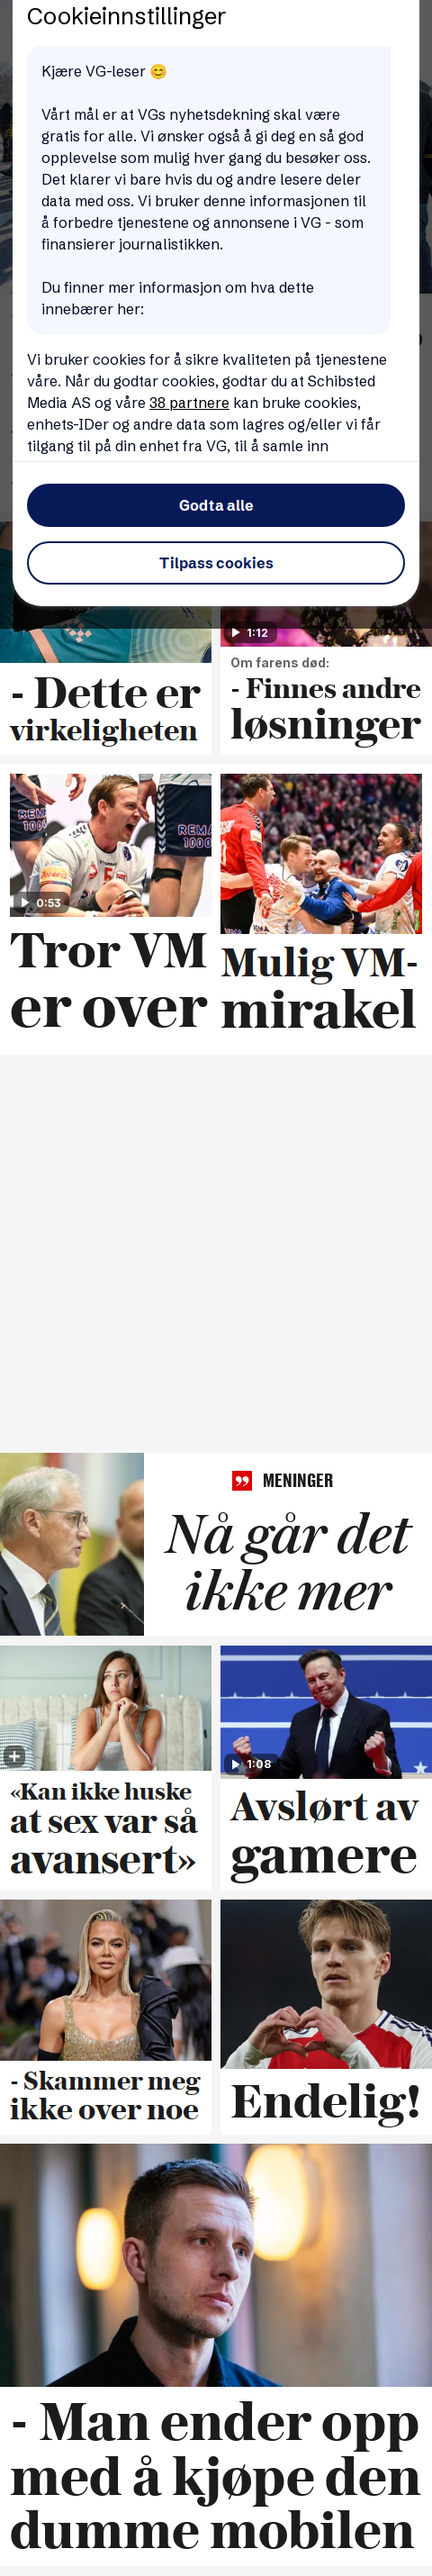 Cookieinnstillinger
Kjære VG-leser 😊
Vårt mål er at VGs nyhetsdekning skal være
gratis for alle. Vi ønsker også å gi deg en så god
opplevelse som mulig hver gang du besøker oss.
Det klarer vi bare hvis du og andre lesere deler
data med oss. Vi bruker denne informasjonen til
å forbedre tjenestene og annonsene i VG - som
finansierer journalistikken.
Du finner mer informasjon om hva dette
innebærer her:
Vi bruker cookies for å sikre kvaliteten på tjenestene
våre. Når du godtar cookies, godtar du at Schibsted
Media AS og våre 38 partnere kan bruke cookies,
enhets-IDer og andre data som lagres og/eller vi får
tilgang til på din enhet fra VG, til å samle inn
Godta alle
Tilpass cookies
1:12
- Dette er
virkeligheten
Om farens død:
- Finnes andre
løsninger
REMA
1000
REMA
1000
0:53
Tror VM
er over
Mulig VM-
mirakel
MENINGER
Nå går det
ikke mer
«Kan ikke huske
at sex var så
avansert»
1:08
Avslørt av
gamere
- Skammer meg
ikke over noe
Endelig!
- Man ender opp
med å kjøpe den
dumme mobilen